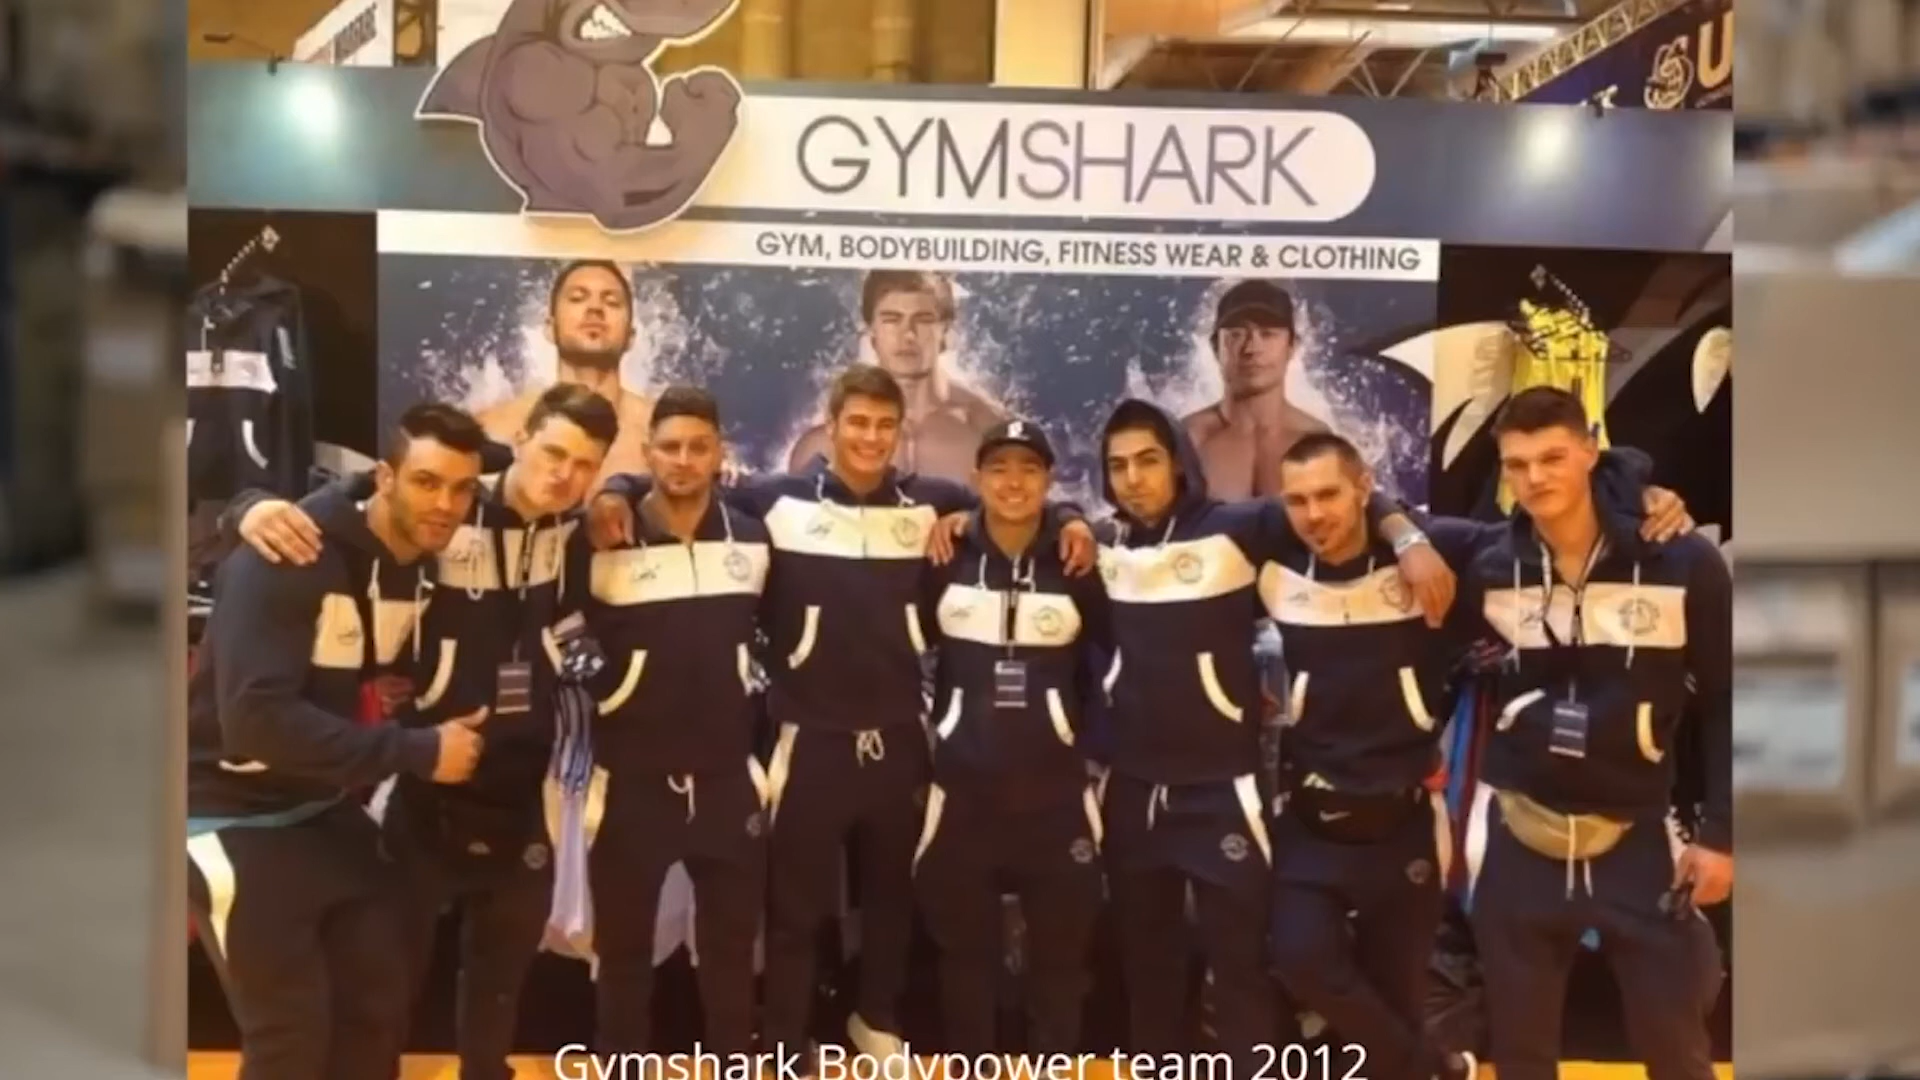 GYMSHARK
GYM, BODYBUILDING, FITNESS WEAR & CLOTHING
Gymshark Bodypower team 2012